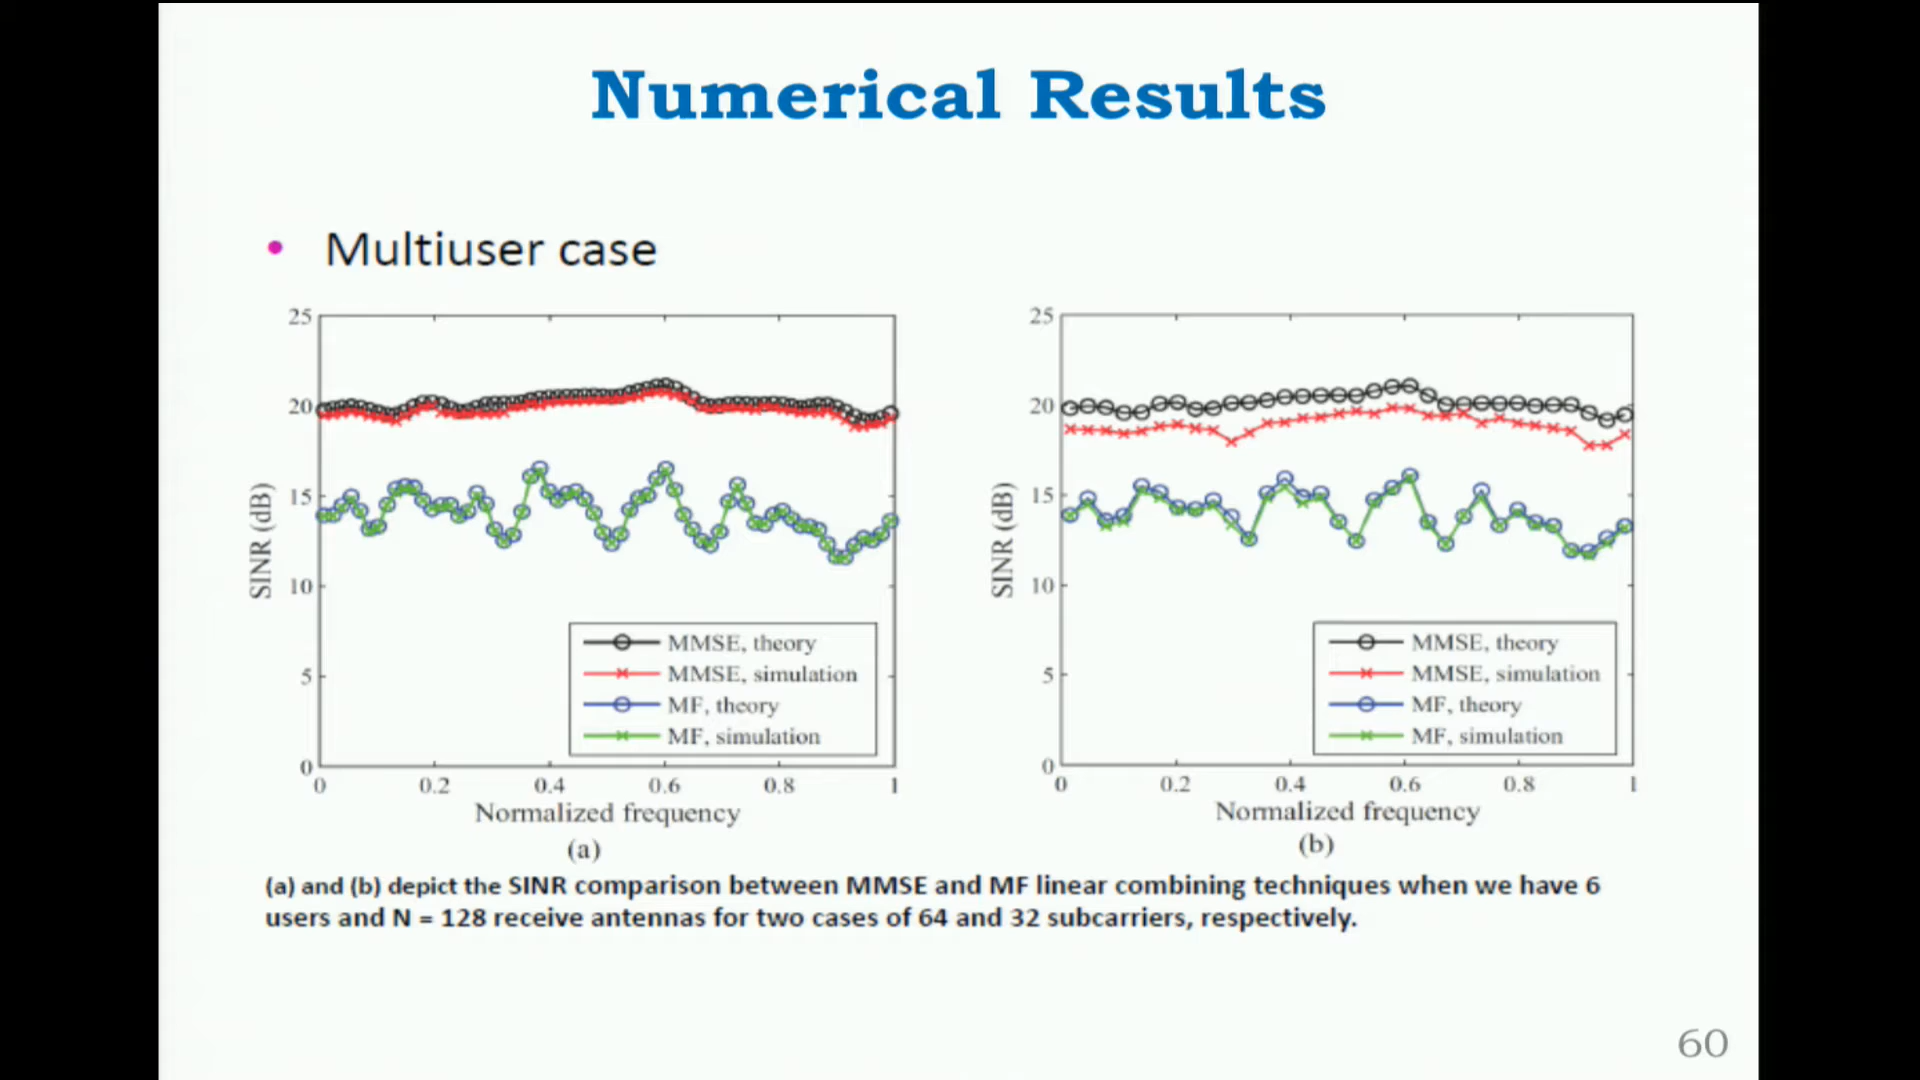 Numerical Results
• Multiuser case
25
20
15
10
5
0
SINR (dB)
MMSE, theory
MMSE, simulation
MF, theory
MF, simulation
0 0.2 0.4 0.6 0.8 1
Normalized frequency
(a)
25
20
15
10
5
0
SINR (dB)
MMSE, theory
MMSE, simulation
MF, theory
MF, simulation
0 0.2 0.4 0.6 0.8 1
Normalized frequency
(b)
(a) and (b) depict the SINR comparison between MMSE and MF linear combining techniques when we have 6
users and N = 128 receive antennas for two cases of 64 and 32 subcarriers, respectively.
60